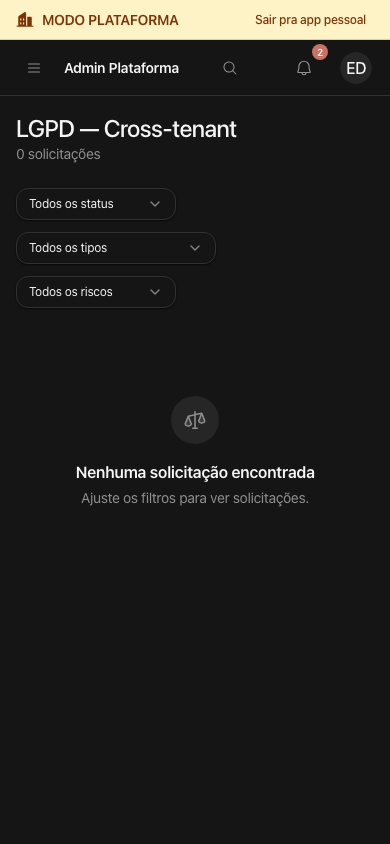 MODO PLATAFORMA
Sair pra app pessoal
Admin Plataforma
2
ED
LGPD — Cross-tenant
0 solicitações
Todos os status
Todos os tipos
Todos os riscos
Nenhuma solicitação encontrada
Ajuste os filtros para ver solicitações.